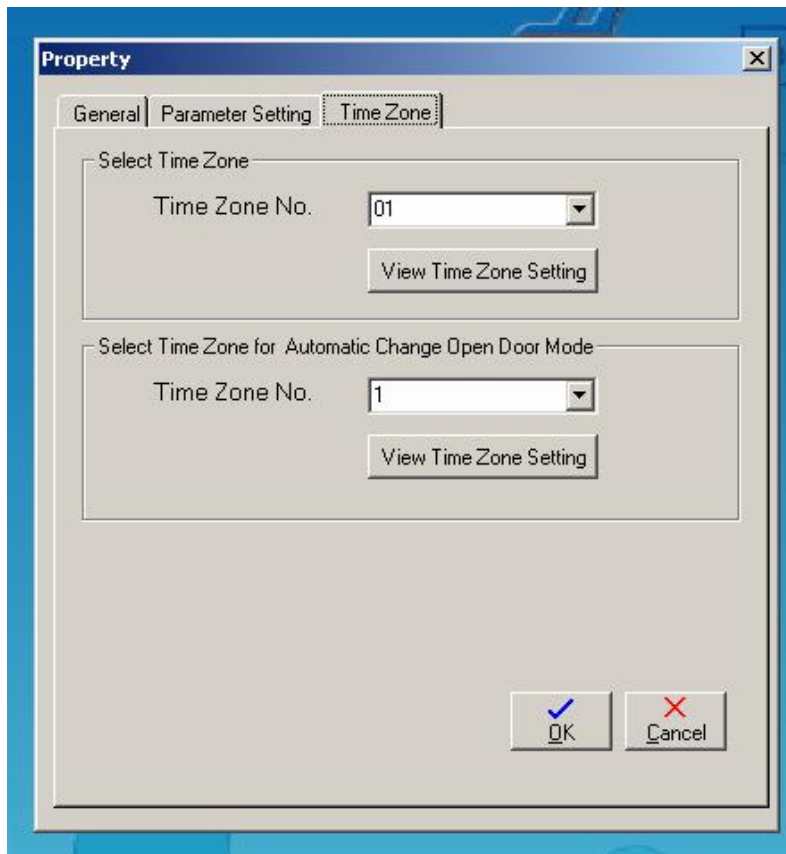 Property
General Parameter Setting Time Zone
Select Time Zone
Time Zone No. 01
View Time Zone Setting
Select Time Zone for Automatic Change Open Door Mode
Time Zone No. 1
View Time Zone Setting
OK Cancel